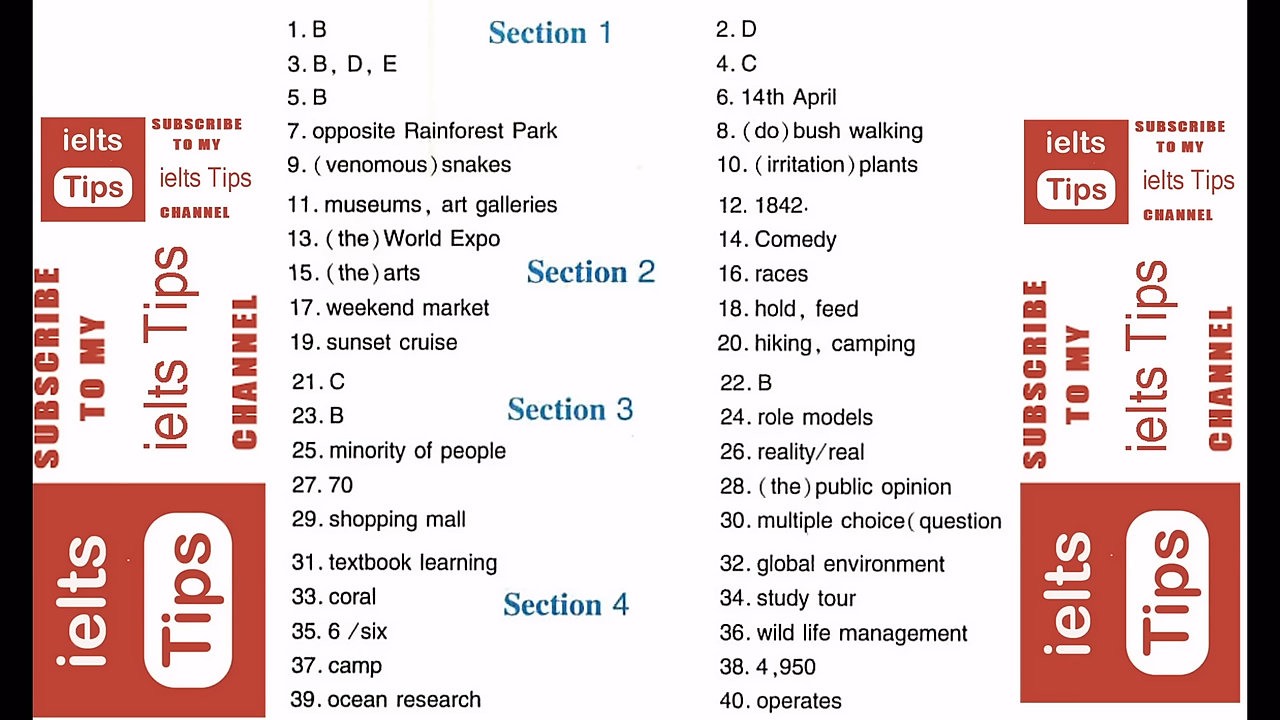 1. B
Section 1
2. D
3. B, D, E
4. C
5. B
6. 14th April
7. opposite Rainforest Park
8. (do) bush walking
9. (venomous) snakes
10. (irritation) plants
11. museums, art galleries
12. 1842.
13. (the) World Expo
14. Comedy
15. (the) arts
Section 2
16. races
17. weekend market
18. hold, feed
19. sunset cruise
20. hiking, camping
21. C
22. B
23. B
Section 3
24. role models
25. minority of people
26. reality/real
27. 70
28. (the) public opinion
29. shopping mall
30. multiple choice (question
31. textbook learning
32. global environment
33. coral
Section 4
34. study tour
35. 6 /six
36. wild life management
37. camp
38. 4,950
39. ocean research
40. operates
ielts
Tips
SUBSCRIBE
TO MY
ielts Tips
CHANNEL
SUBSCRIBE
TO MY
ielts Tips
CHANNEL
ielts
Tips
ielts
Tips
SUBSCRIBE
TO MY
ielts Tips
CHANNEL
SUBSCRIBE
TO MY
ielts Tips
CHANNEL
ielts
Tips